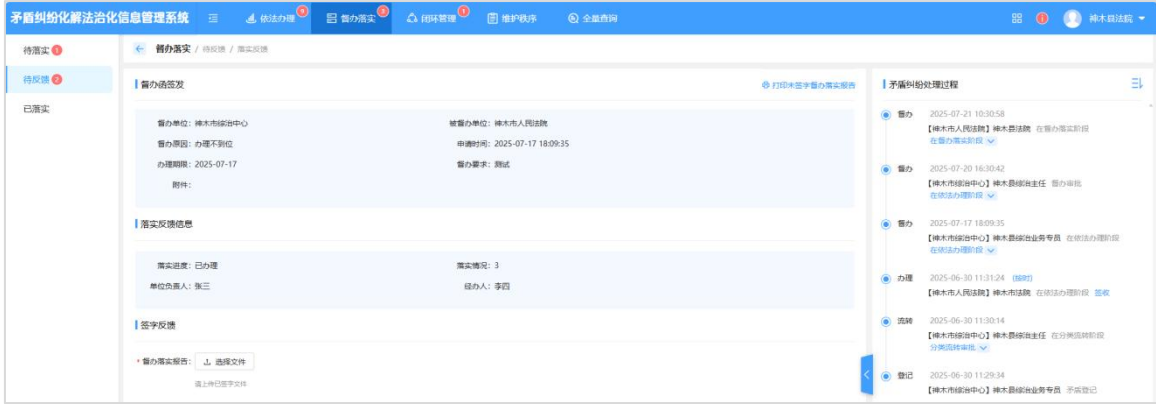 矛盾纠纷化解法治化信息管理系统 依法办理 9 督办落实 3 闭环管理 1 维护秩序 全量查询 神木县法院
待落实 1
待反馈 2
已落实
督办落实 / 待反馈 / 落实反馈
督办函签发 打印未签字督办落实报告
督办单位: 神木市综治中心 被督办单位: 神木市人民法院
督办原因: 办理不到位 申请时间: 2025-07-17 18:09:35
办理期限: 2025-07-17 督办要求: 测试
附件:
落实反馈信息
落实进度: 已办理 落实情况: 3
单位负责人: 张三 经办人: 李四
签字反馈
* 督办落实报告: 选择文件
请上传已签字文件
矛盾纠纷处理过程
督办 2025-07-21 10:30:58
【神木市人民法院】神木县法院 在督办落实阶段
在督办落实阶段
督办 2025-07-20 16:30:42
【神木市综治中心】神木县综治主任 督办审批
在依法办理阶段
督办 2025-07-17 18:09:35
【神木市综治中心】神木县综治业务专员 在依法办理阶段
在依法办理阶段
办理 2025-06-30 11:31:24 (按时)
【神木市人民法院】神木市法院 在依法办理阶段 签收
流转 2025-06-30 11:30:14
【神木市综治中心】神木县综治主任 在分类流转阶段
分类流转审批
登记 2025-06-30 11:29:34
【神木市综治中心】神木县综治业务专员 矛盾登记